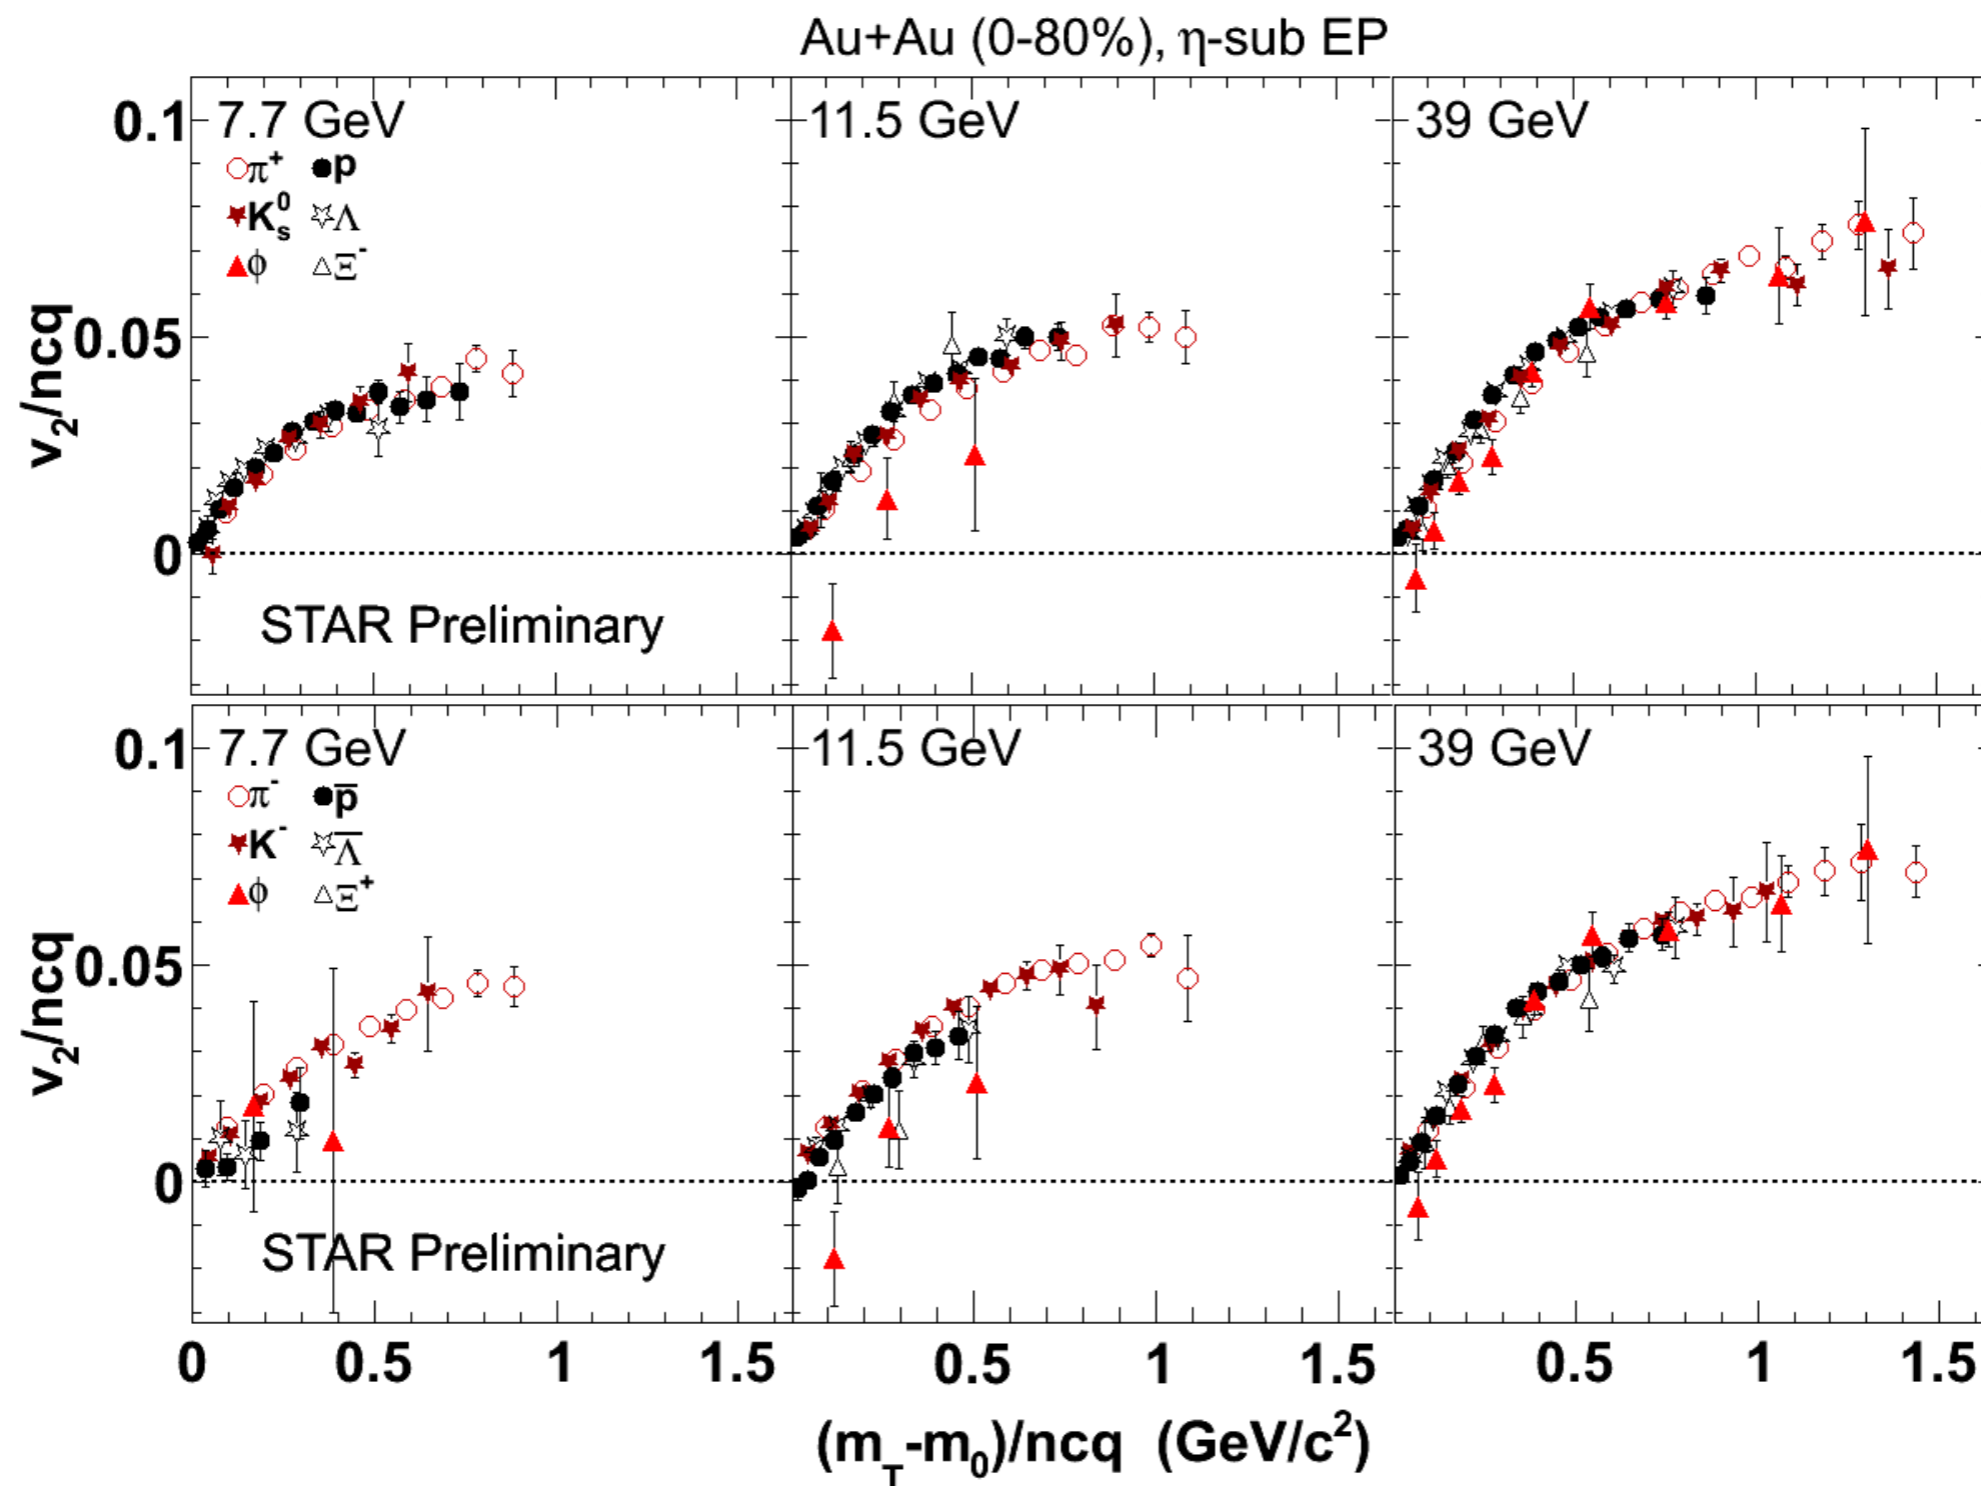 Au+Au (0-80%), η-sub EP
0.1
7.7 GeV
π⁺ p
K⁰ₛ Λ
ϕ Ξ⁻
11.5 GeV
39 GeV
v₂/ncq
0.05
0
STAR Preliminary
0.1
7.7 GeV
π⁻ p̅
K⁻ Λ̅
ϕ Ξ⁺
11.5 GeV
39 GeV
v₂/ncq
0.05
0
STAR Preliminary
0 0.5 1 1.5 0.5 1 1.5 0.5 1 1.5
(m_T-m₀)/ncq (GeV/c²)